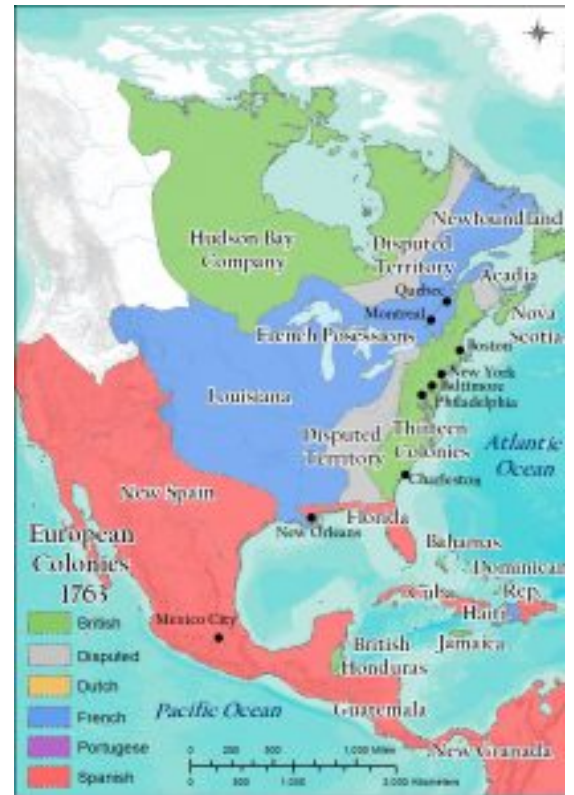 Newfoundland
Hudson Bay
Company
Disputed
Territory
Acadia
Quebec
Montreal
Nova
Scotia
French Posessions
Boston
New York
Baltimore
Philadelphia
Louisiana
Disputed
Territory
Thirteen
Colonies
Atlantic
Ocean
Charleston
New Spain
Florida
New Orleans
European
Colonies
1763
Bahamas
Dominican
Rep.
Cuba
Haiti
Jamaica
Mexico City
British
Honduras
British
Disputed
Dutch
French
Portugese
Spanish
Pacific Ocean
Guatemala
New Granada
0 200 500 1,000 Miles
0 500 1,000 2,000 Kilometers